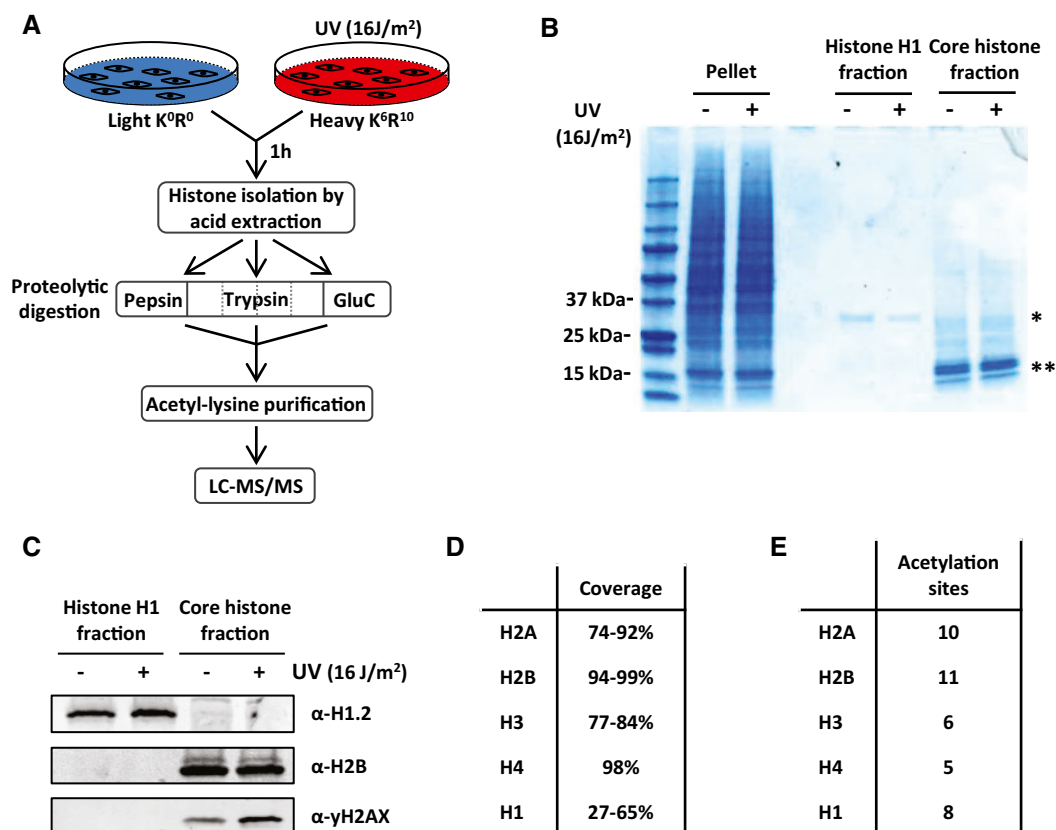 A
UV (16J/m²)
Light K⁰R⁰
Heavy K⁶R¹⁰
1h
Histone isolation by
acid extraction
Proteolytic
digestion
Pepsin
Trypsin
GluC
Acetyl-lysine purification
LC-MS/MS
B
Histone H1
fraction
Core histone
fraction
Pellet
UV
(16J/m²)
- + - + - +
37 kDa-
25 kDa-
15 kDa-
*
**
C
Histone H1
fraction
Core histone
fraction
- + - + UV (16 J/m²)
α-H1.2
α-H2B
α-yH2AX
D
Coverage
H2A 74-92%
H2B 94-99%
H3 77-84%
H4 98%
H1 27-65%
E
Acetylation
sites
H2A 10
H2B 11
H3 6
H4 5
H1 8